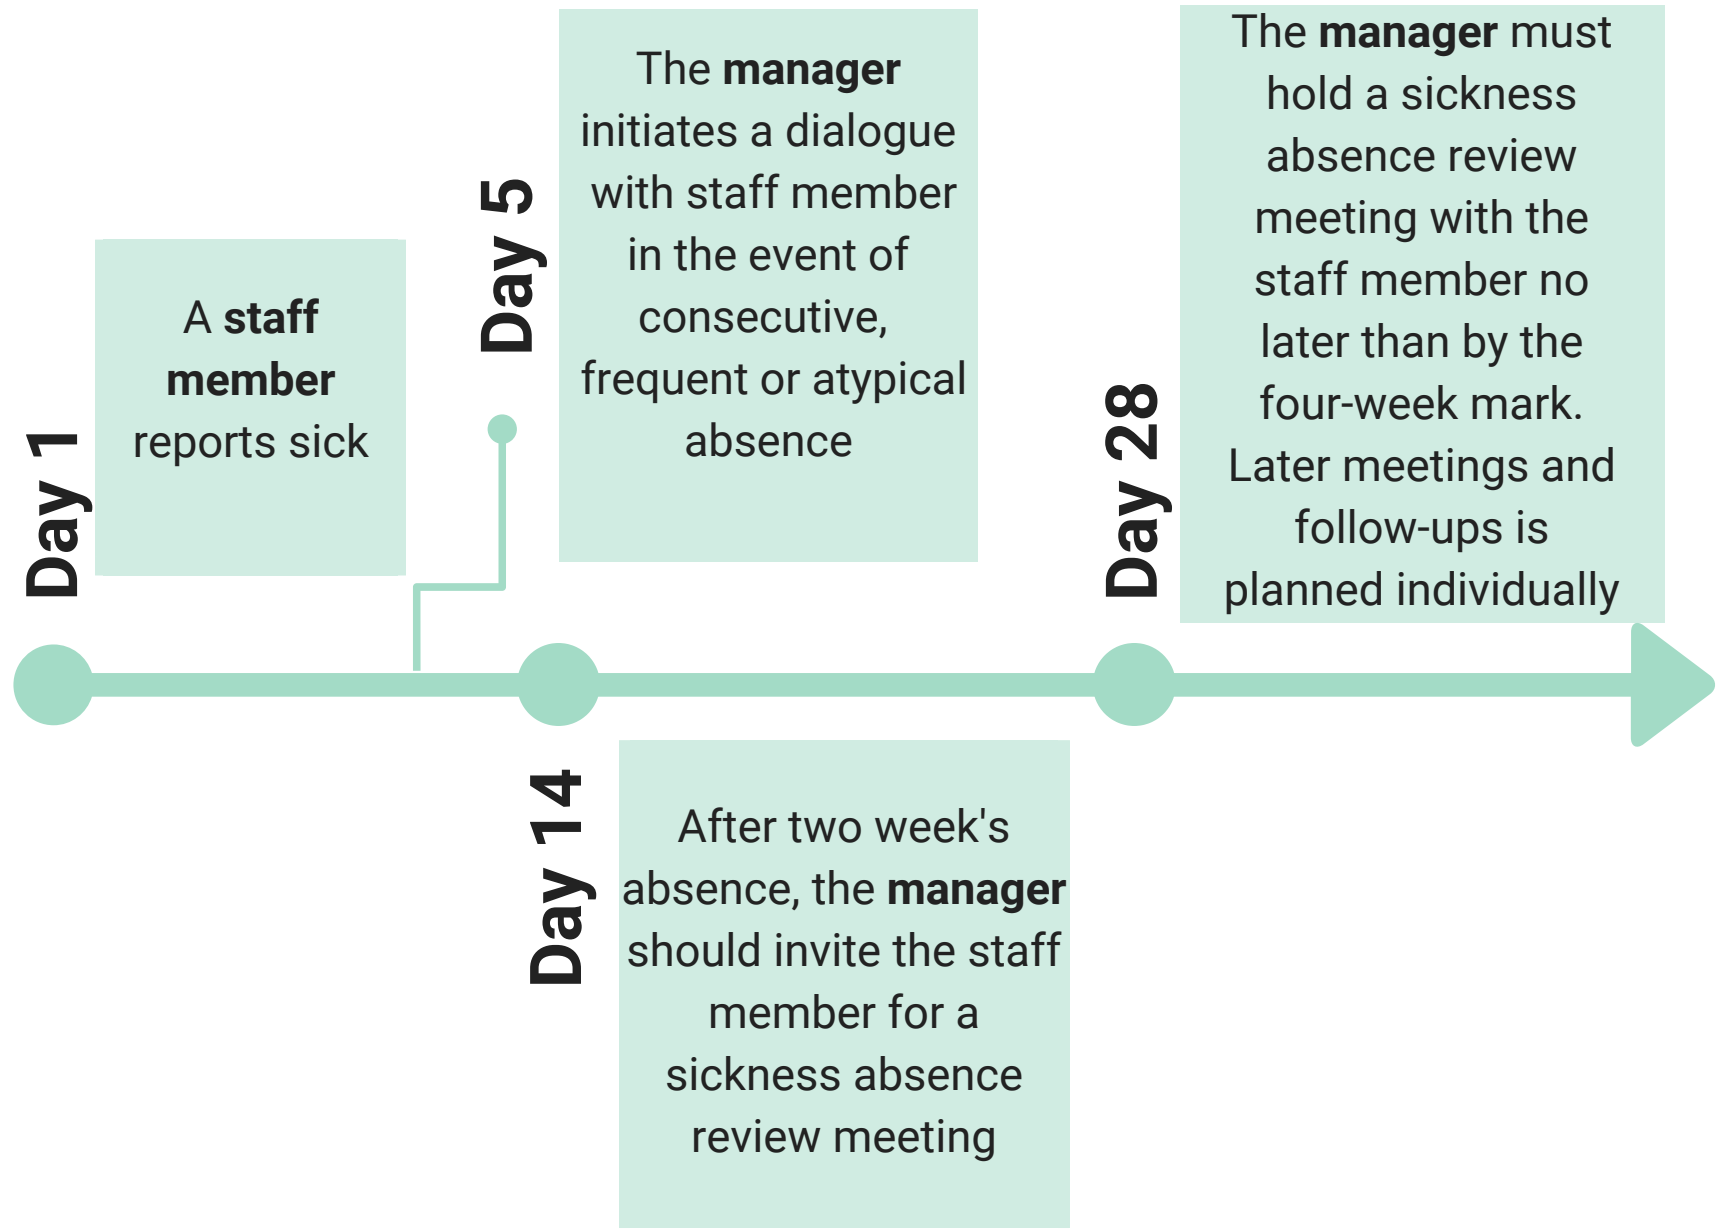 Day 1
A staff
member
reports sick
Day 5
The manager
initiates a dialogue
with staff member
in the event of
consecutive,
frequent or atypical
absence
Day 14
After two week's
absence, the manager
should invite the staff
member for a
sickness absence
review meeting
Day 28
The manager must
hold a sickness
absence review
meeting with the
staff member no
later than by the
four-week mark.
Later meetings and
follow-ups is
planned individually